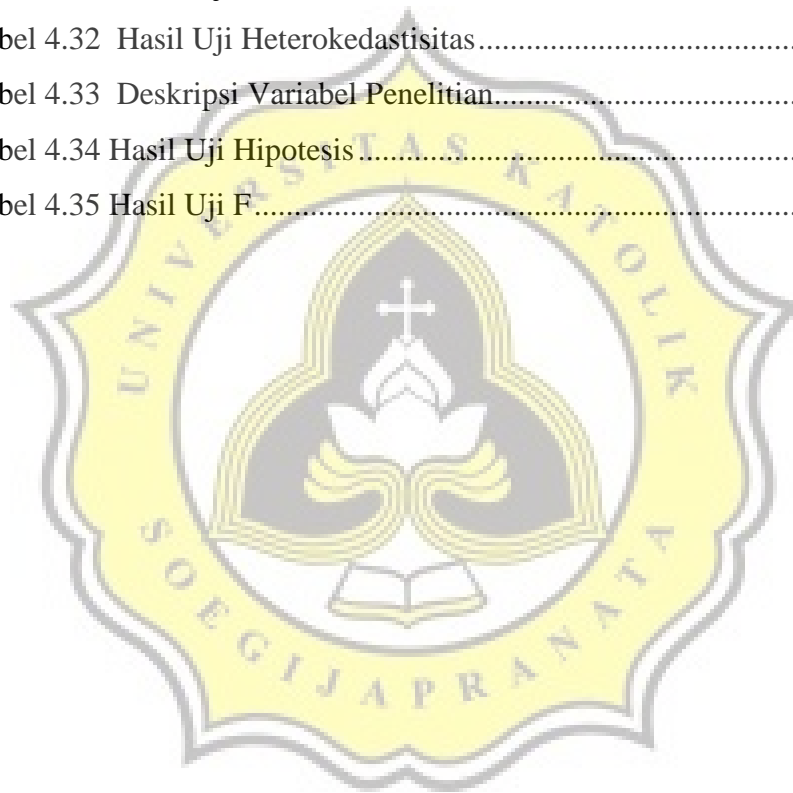 bel 4.32  Hasil Uji Heterokedastisitas.......................................
bel 4.33  Deskripsi Variabel Penelitian.....................................
bel 4.34 Hasil Uji Hipotesis......................................................
bel 4.35 Hasil Uji F...................................................................
UNIVERSITAS KATOLIK
SOEGIJAPRANATA